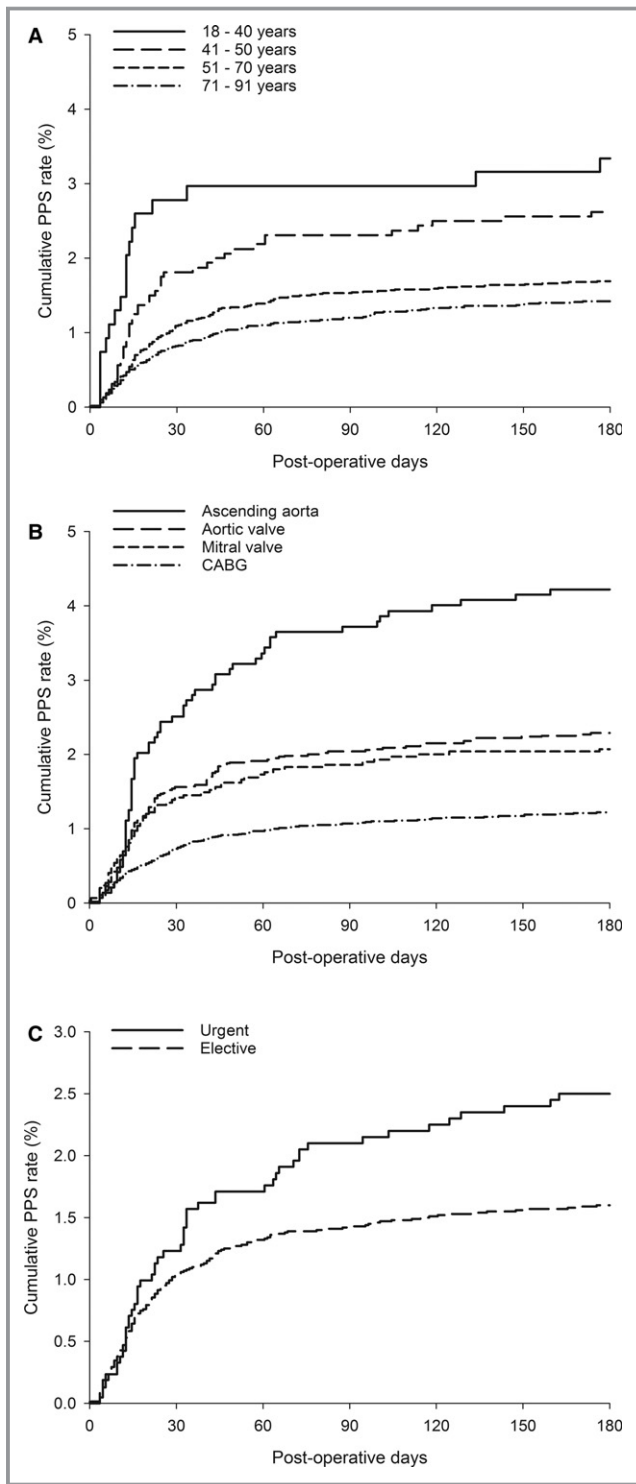 A
18 - 40 years
41 - 50 years
51 - 70 years
71 - 91 years
Cumulative PPS rate (%)
5
4
3
2
1
0
0 30 60 90 120 150 180
Post-operative days
B
Ascending aorta
Aortic valve
Mitral valve
CABG
Cumulative PPS rate (%)
5
4
3
2
1
0
0 30 60 90 120 150 180
Post-operative days
C
Urgent
Elective
Cumulative PPS rate (%)
3.0
2.5
2.0
1.5
1.0
0.5
0.0
0 30 60 90 120 150 180
Post-operative days